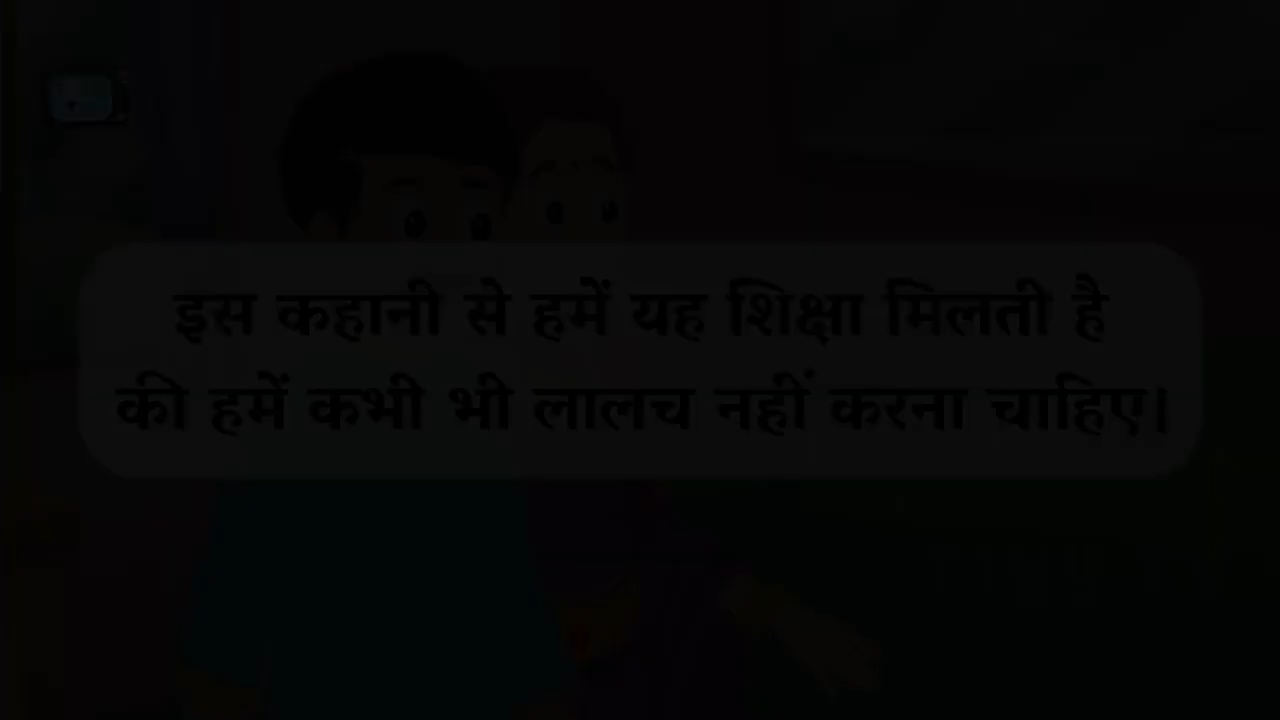 इस कहानी से हमें यह शिक्षा मिलती है
की हमें कभी भी लालच नहीं करना चाहिए।